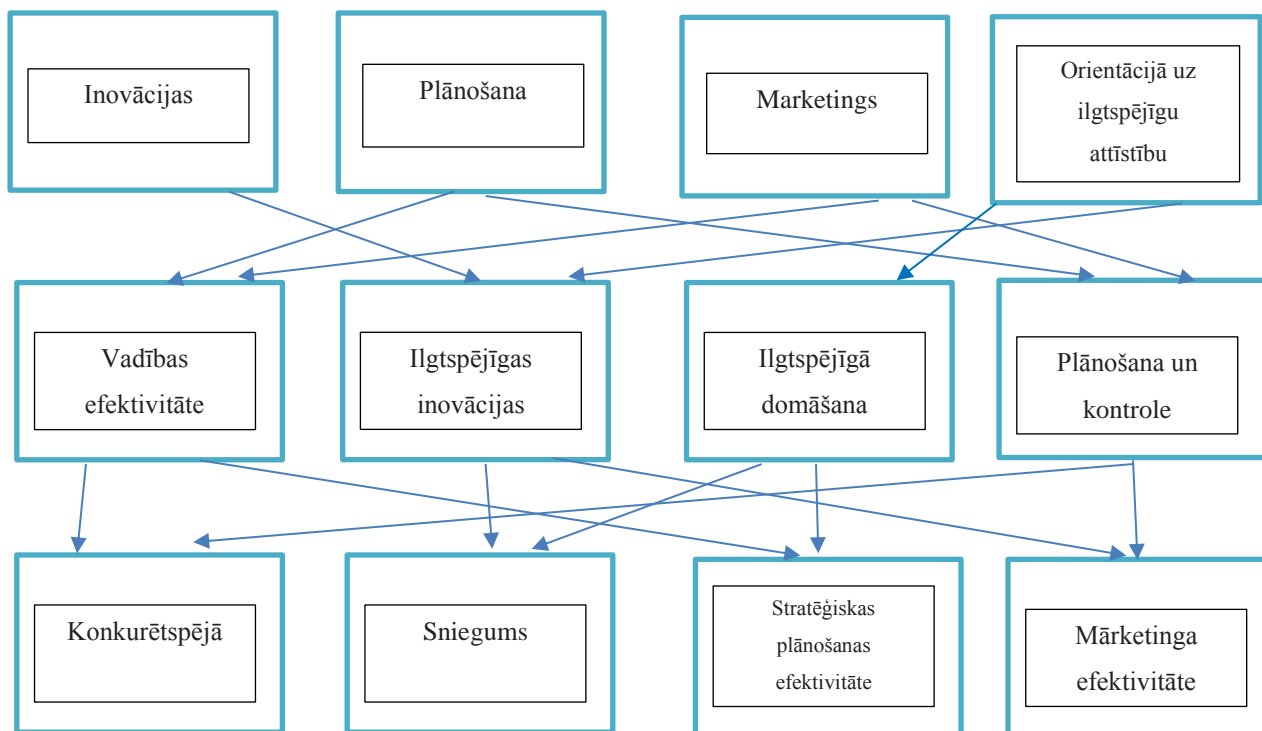 Inovācijas
Plānošana
Marketings
Orientācijā uz
ilgtspējīgu
attīstību
Vadības
efektivitāte
Ilgtspējīgas
inovācijas
Ilgtspējīgā
domāšana
Plānošana un
kontrole
Konkurētspējā
Sniegums
Stratēģiskas
plānošanas
efektivitāte
Mārketinga
efektivitāte